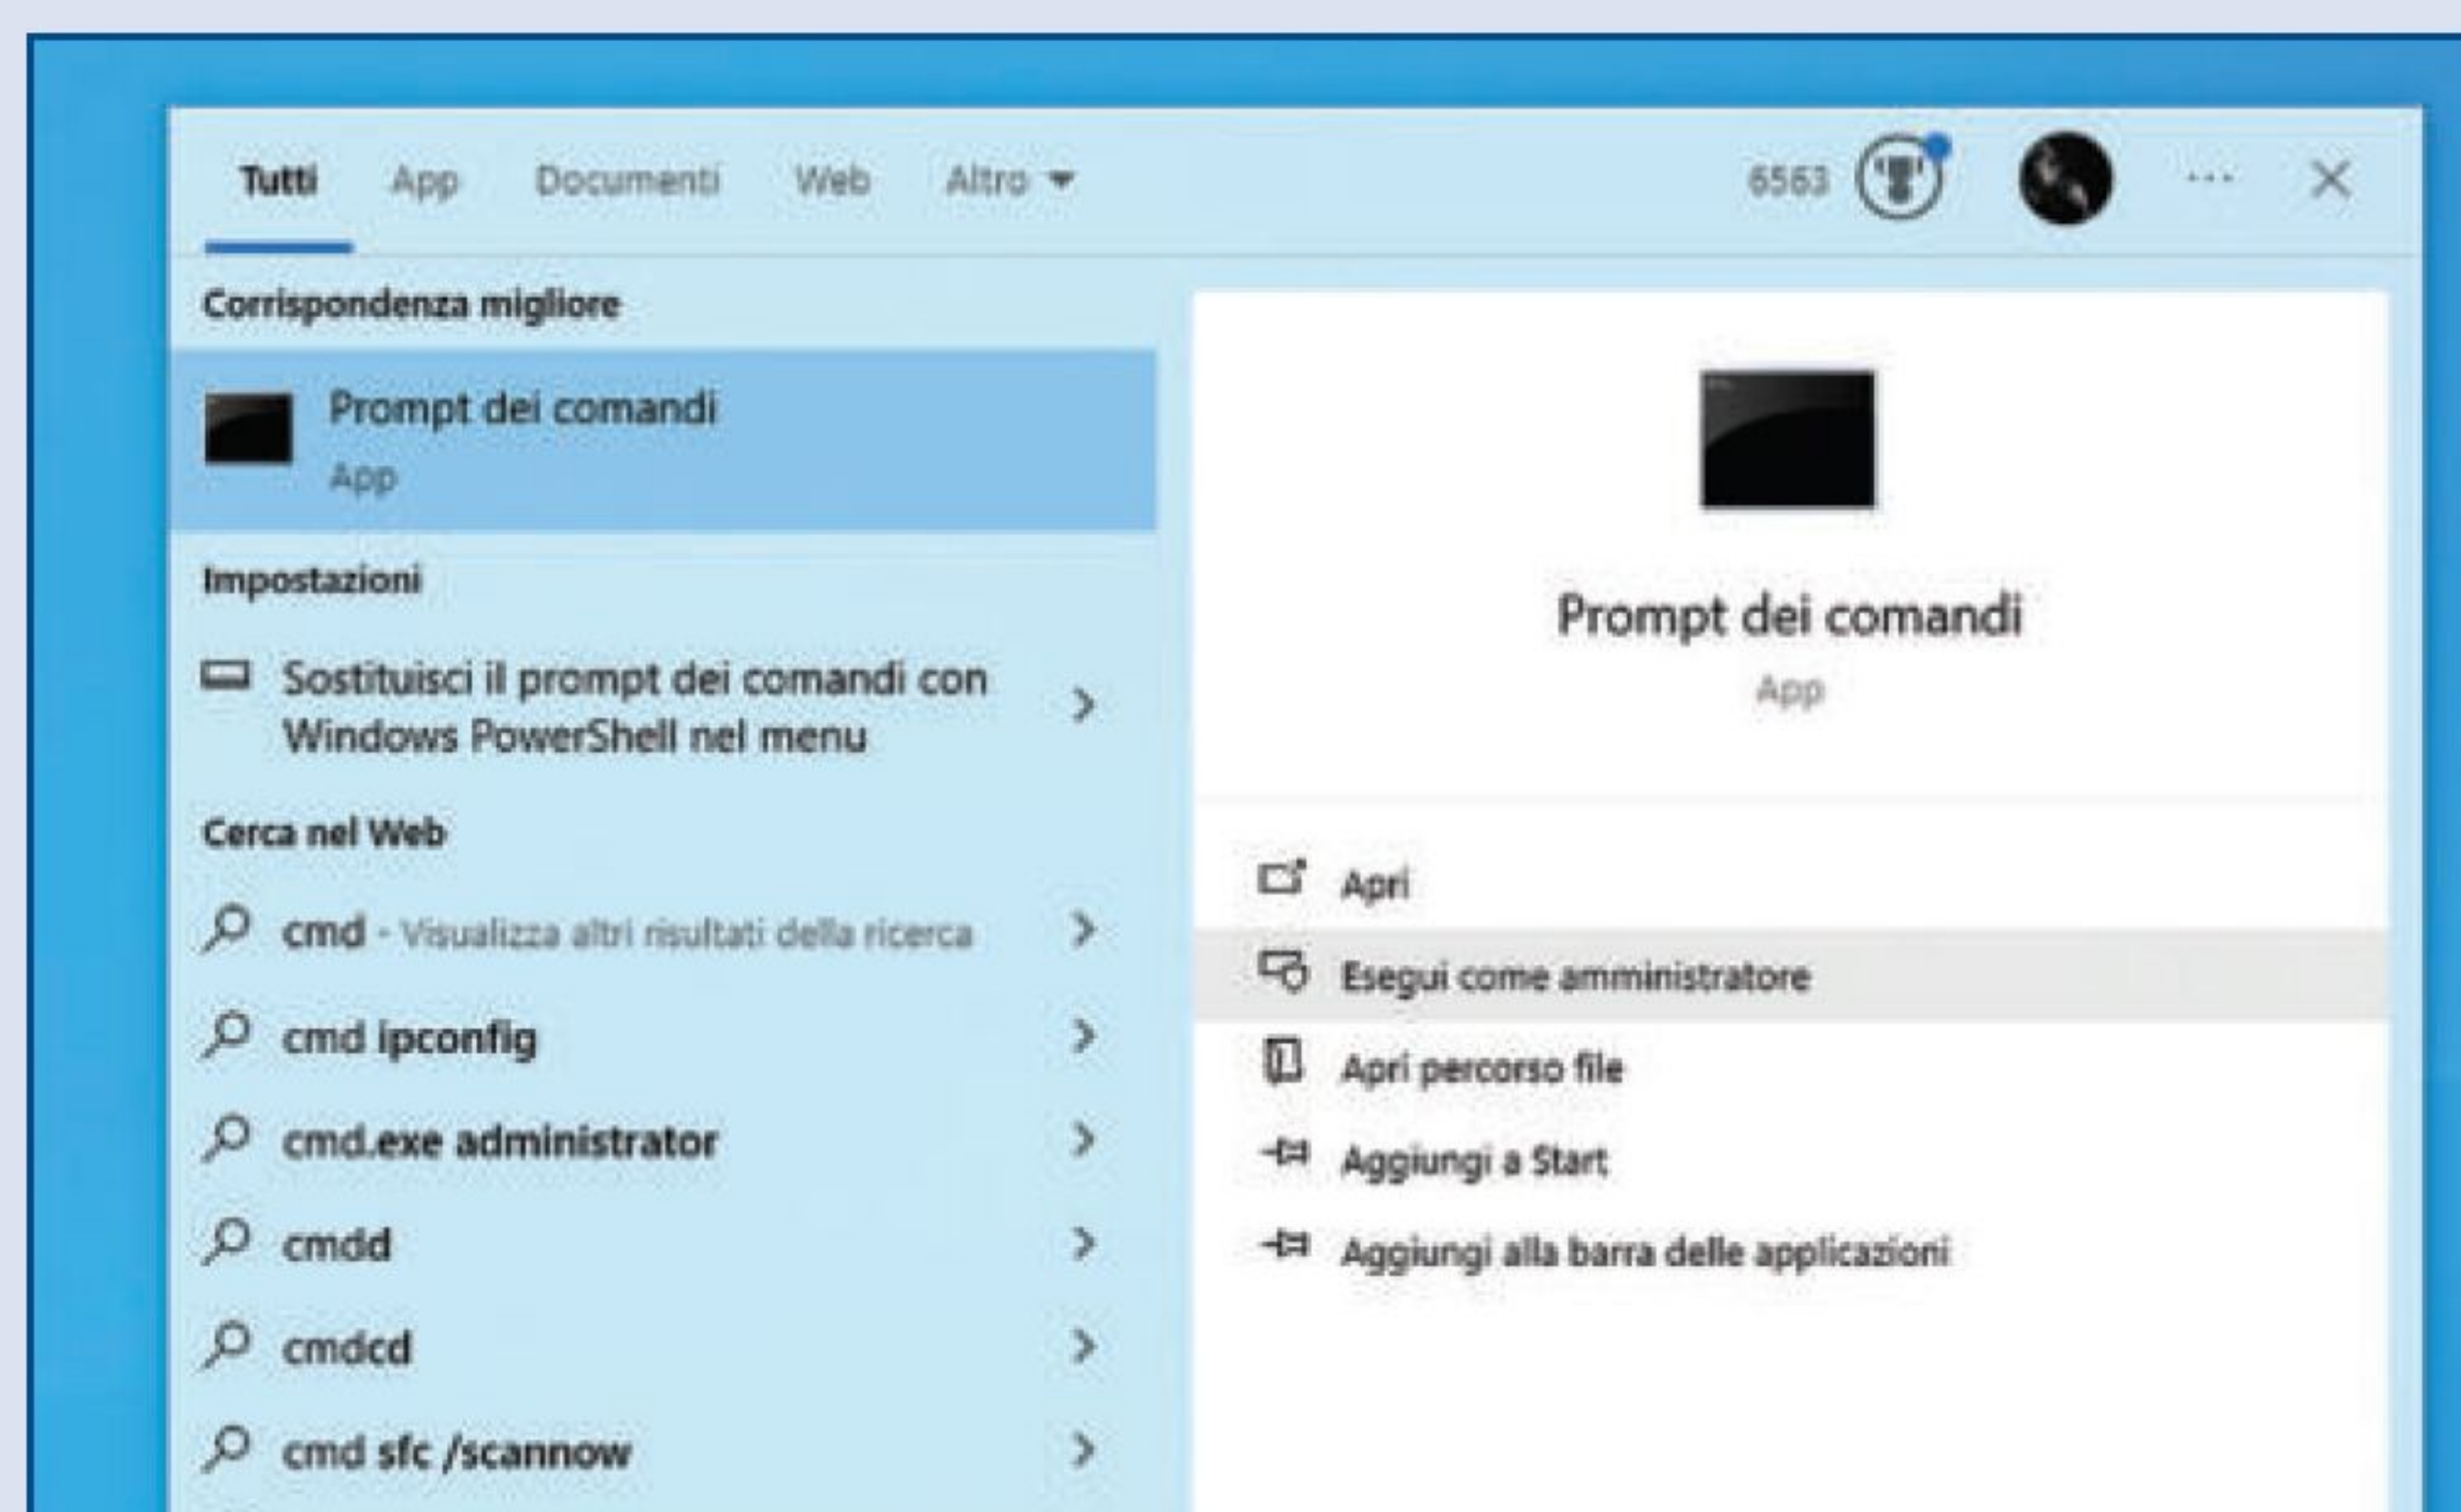 Tutti App Documenti Web Altro
6563
Corrispondenza migliore
Prompt dei comandi
App
Impostazioni
Sostituisci il prompt dei comandi con
Windows PowerShell nel menu
Cerca nel Web
cmd - Visualizza altri risultati della ricerca
cmd ipconfig
cmd.exe administrator
cmdd
cmdcd
cmd sfc /scannow
Prompt dei comandi
App
Apri
Esegui come amministratore
Apri percorso file
Aggiungi a Start
Aggiungi alla barra delle applicazioni